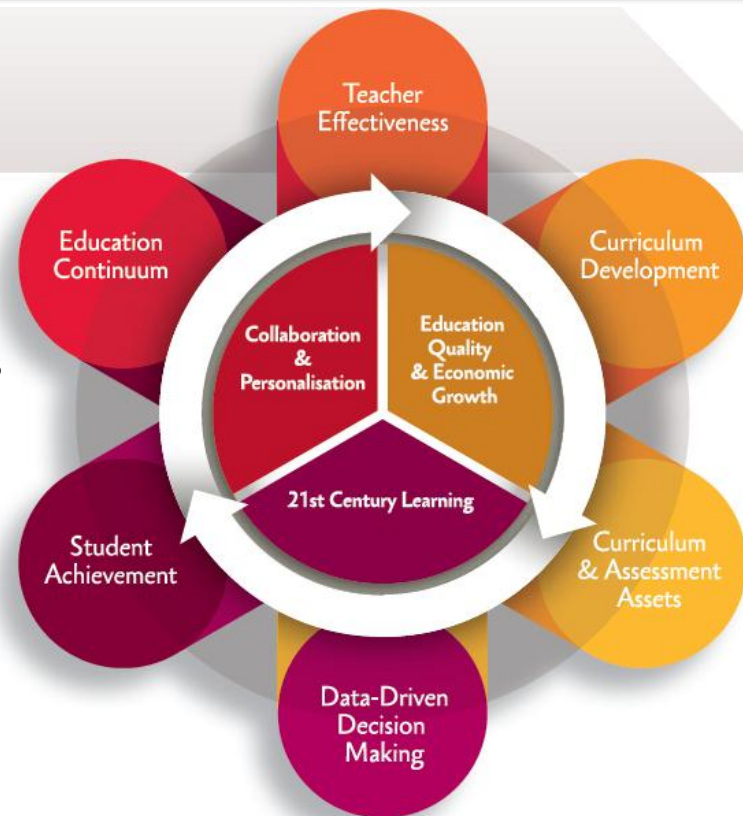 Teacher
Effectiveness
Education
Continuum
Curriculum
Development
Collaboration
&
Personalisation
Education
Quality
& Economic
Growth
21st Century Learning
Student
Achievement
Curriculum
& Assessment
Assets
Data-Driven
Decision
Making